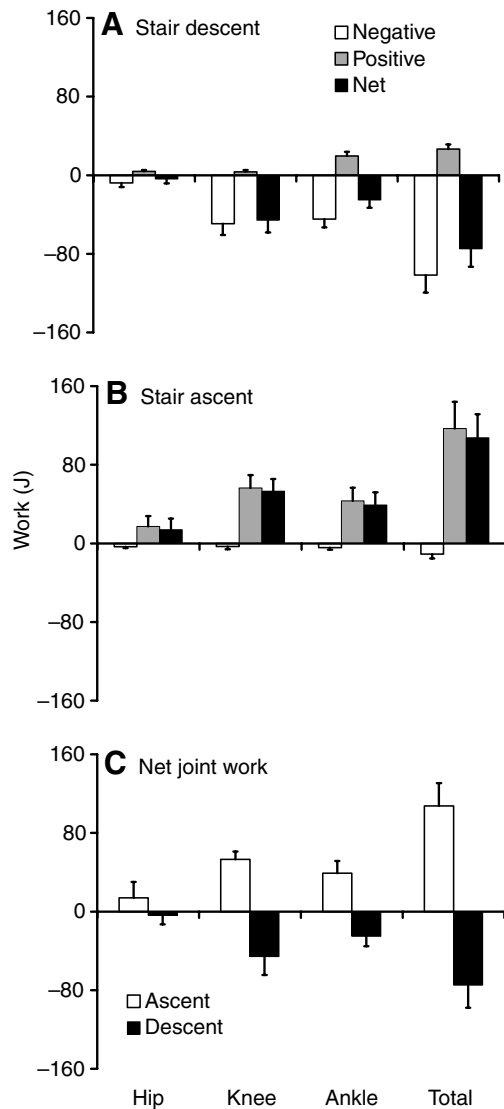 A Stair descent
Negative
Positive
Net
160
80
0
−80
−160
B Stair ascent
160
80
0
−80
−160
Work (J)
C Net joint work
160
80
0
−80
−160
Ascent
Descent
Hip Knee Ankle Total